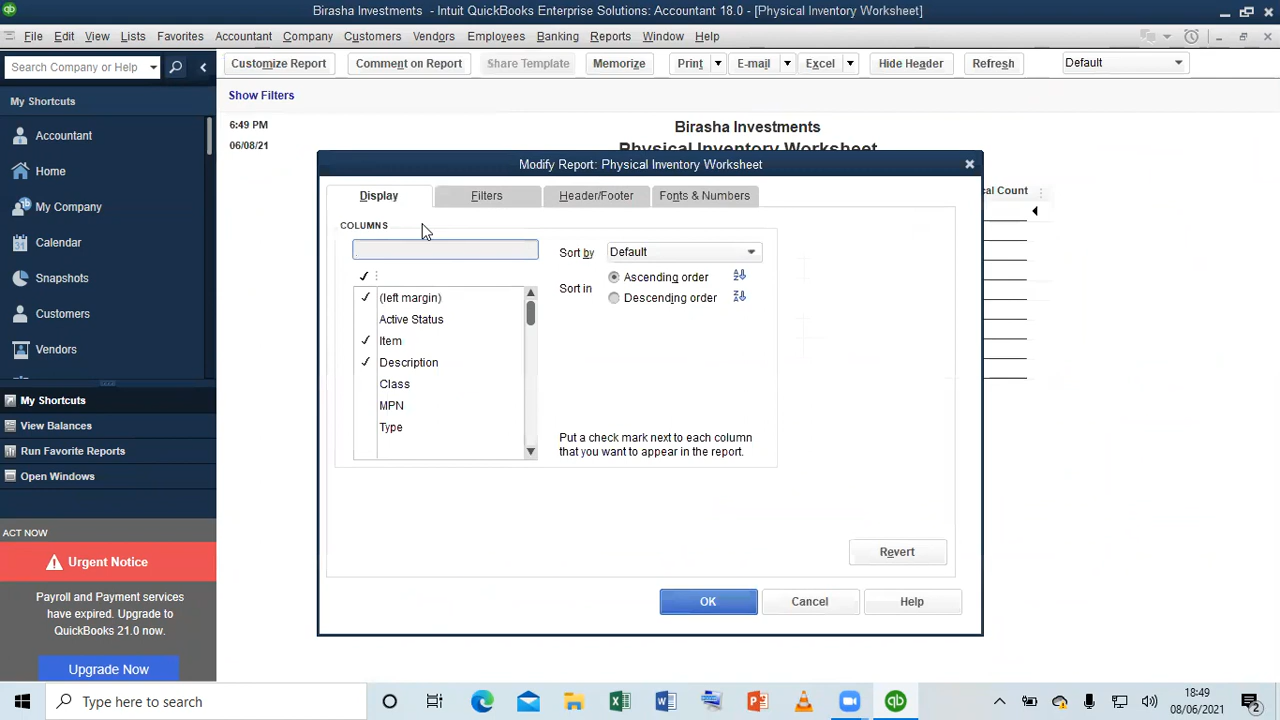 Birasha Investments - Intuit QuickBooks Enterprise Solutions: Accountant 18.0 - [Physical Inventory Worksheet]
File Edit View Lists Favorites Accountant Company Customers Vendors Employees Banking Reports Window Help
Search Company or Help
Customize Report Comment on Report Share Template Memorize Print E-mail Excel Hide Header Refresh Default
My Shortcuts
Show Filters
Accountant
Home
My Company
Calendar
Snapshots
Customers
Vendors
My Shortcuts
View Balances
Run Favorite Reports
Open Windows
ACT NOW
Urgent Notice
Payroll and Payment services
have expired. Upgrade to
QuickBooks 21.0 now.
Upgrade Now
6:49 PM
06/08/21
Birasha Investments
Physical Inventory Worksheet
Count
Modify Report: Physical Inventory Worksheet
Display Filters Header/Footer Fonts & Numbers
COLUMNS
(left margin)
Active Status
Item
Description
Class
MPN
Type
Sort by Default
Sort in Ascending order
Descending order
Put a check mark next to each column
that you want to appear in the report.
Revert
OK Cancel Help
Type here to search
18:49
08/06/2021
2